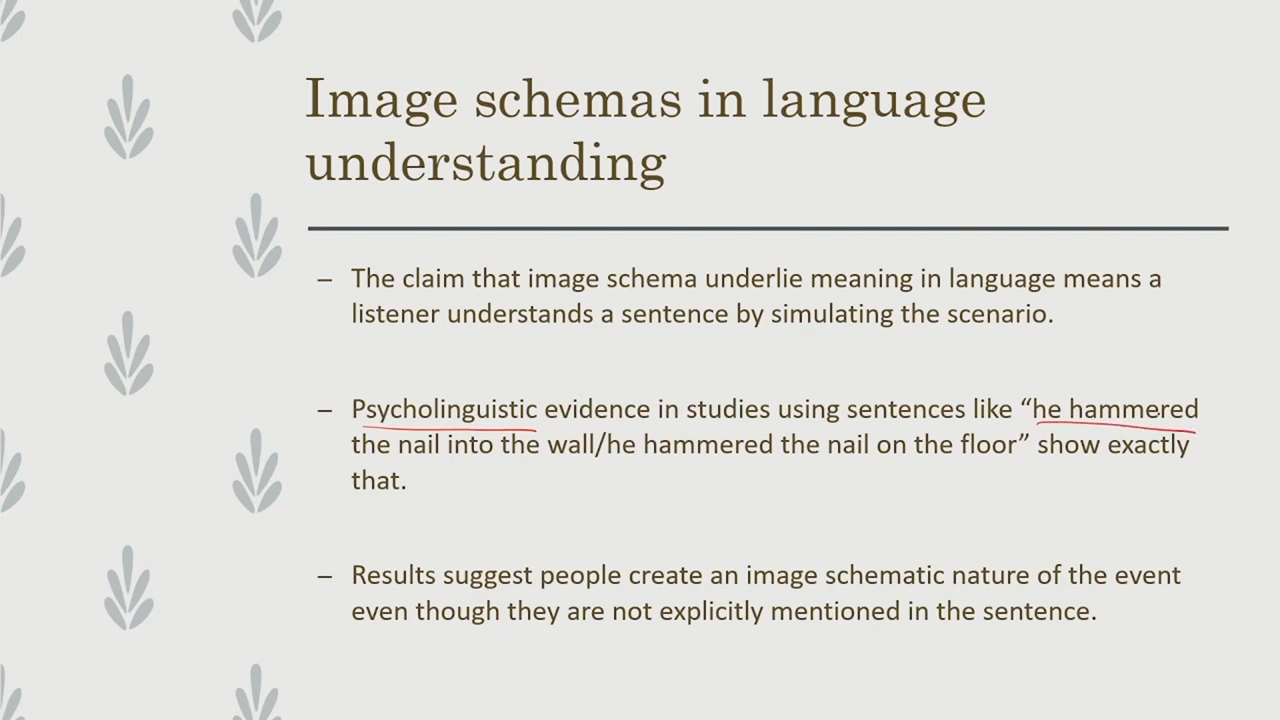 Image schemas in language
understanding
– The claim that image schema underlie meaning in language means a
listener understands a sentence by simulating the scenario.
– Psycholinguistic evidence in studies using sentences like “he hammered
the nail into the wall/he hammered the nail on the floor” show exactly
that.
– Results suggest people create an image schematic nature of the event
even though they are not explicitly mentioned in the sentence.